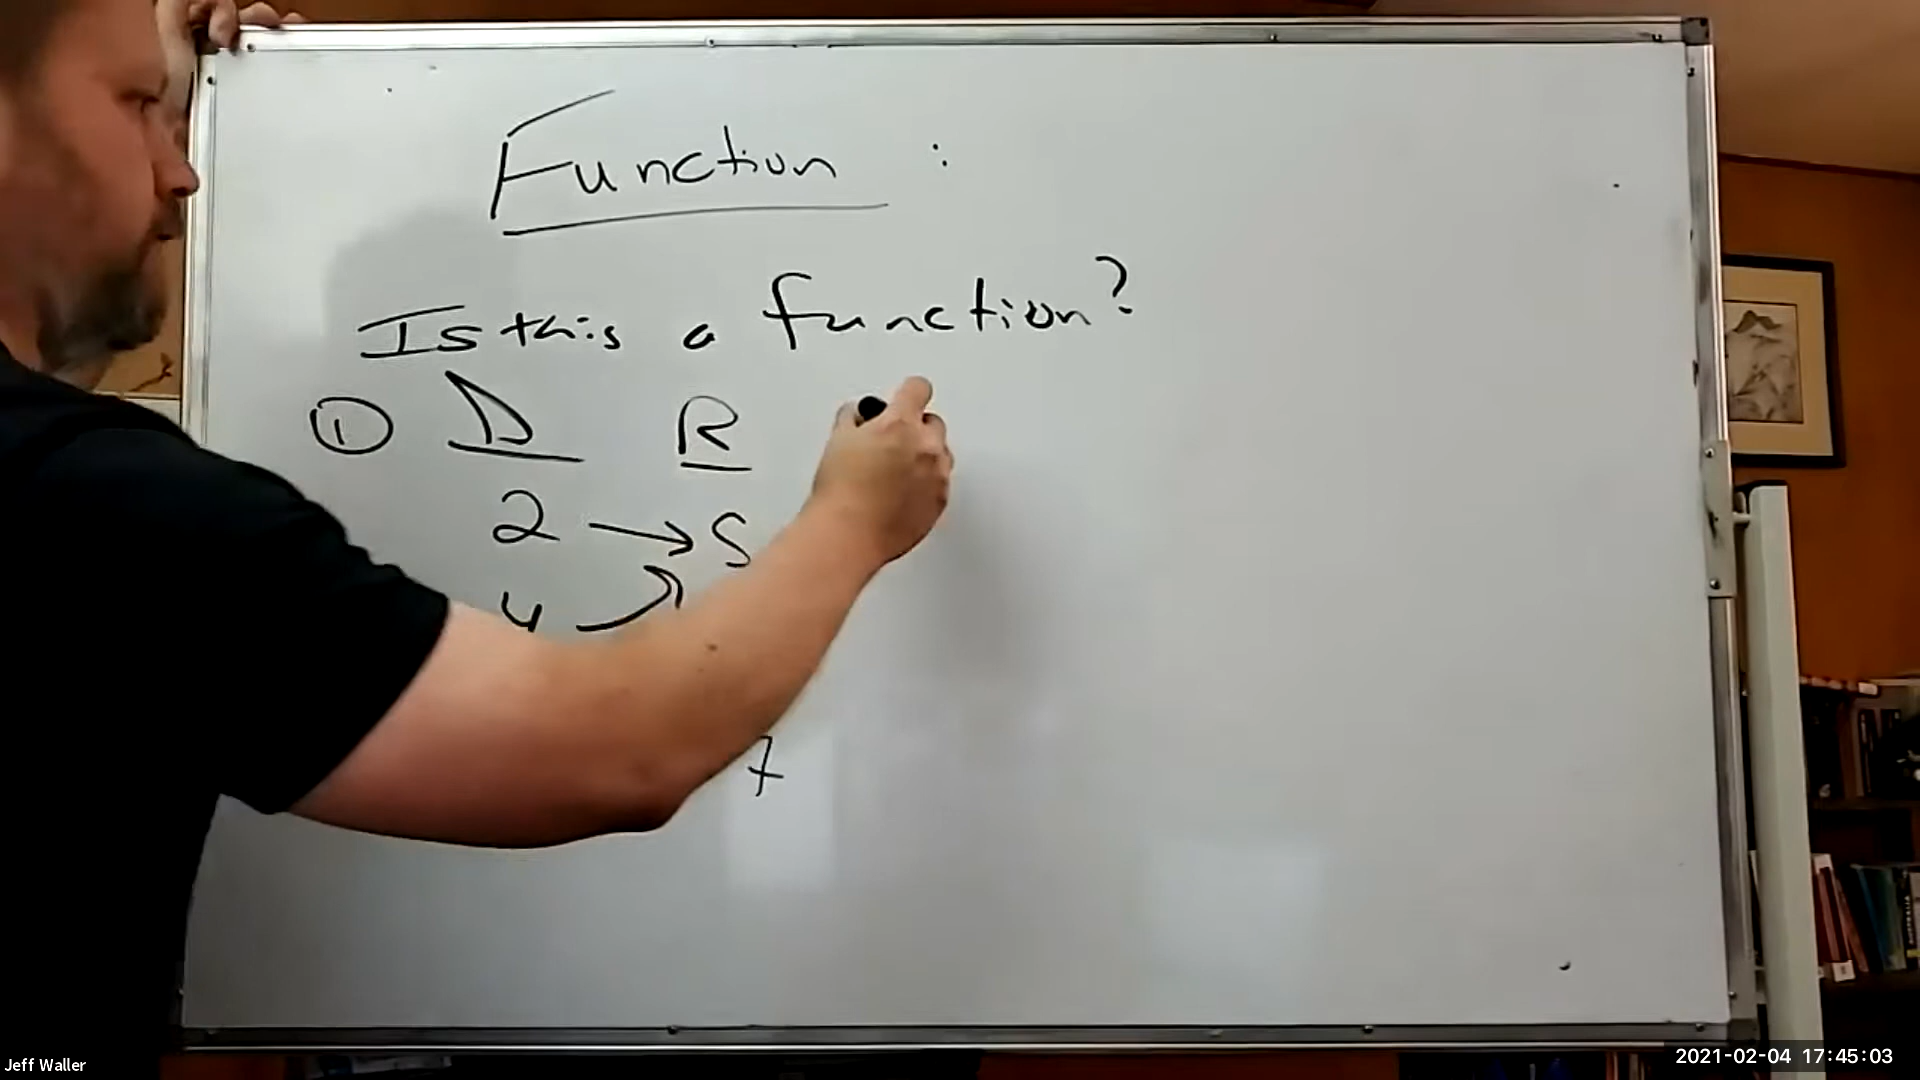 Function :
Is this a function?
① D R
2 → 5
4
7
Jeff Waller
2021-02-04 17:45:03